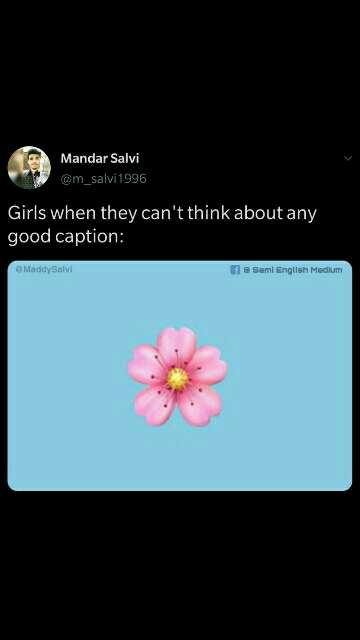 Mandar Salvi
@m_salvi1996
Girls when they can't think about any
good caption:
@MaddySalvi
@ Semi English Medium